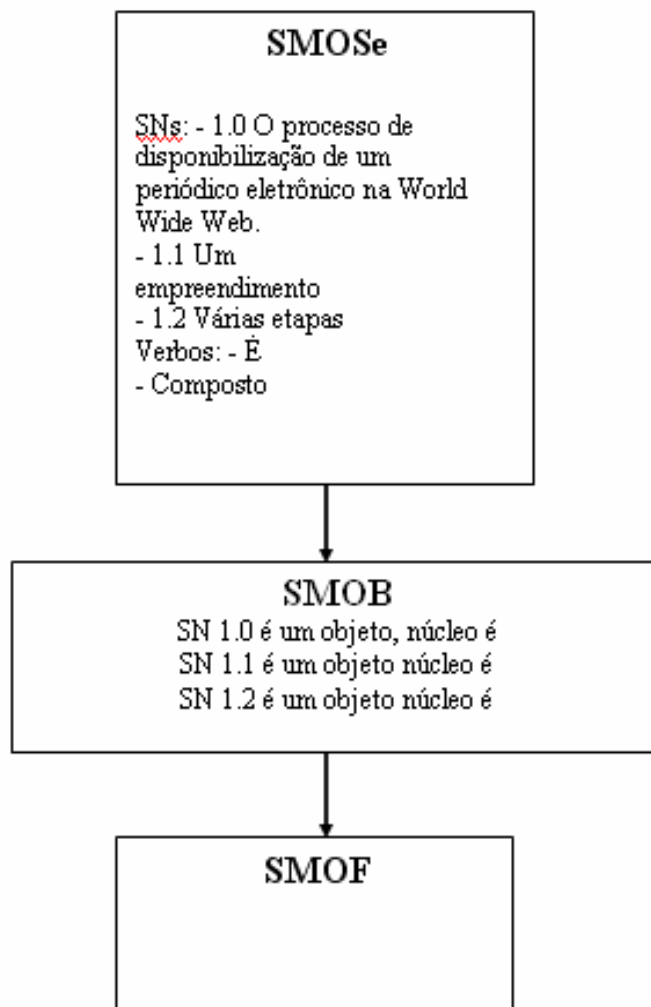 SMOSe
SNs: - 1.0 O processo de
disponibilização de um
periódico eletrônico na World
Wide Web.
- 1.1 Um
empreendimento
- 1.2 Várias etapas
Verbos: - É
- Composto
SMOB
SN 1.0 é um objeto, núcleo é
SN 1.1 é um objeto núcleo é
SN 1.2 é um objeto núcleo é
SMOF